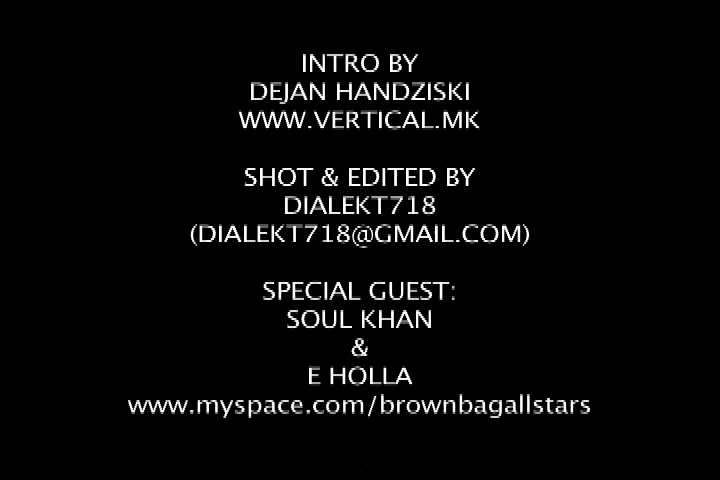 INTRO BY
DEJAN HANDZISKI
WWW.VERTICAL.MK
SHOT & EDITED BY
DIALEKT718
(DIALEKT718@GMAIL.COM)
SPECIAL GUEST:
SOUL KHAN
&
E HOLLA
www.myspace.com/brownbagallstars